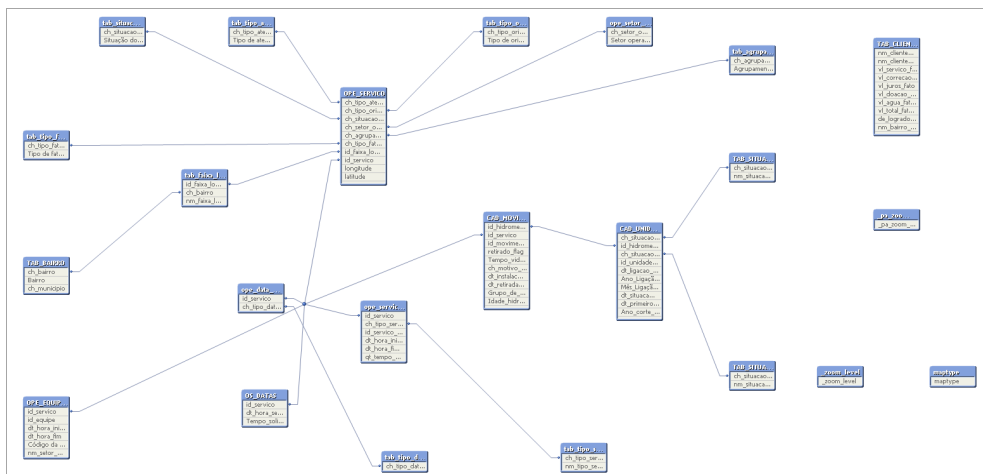 tab_situac...
ch_situacao...
Situação do...
tab_tipo_a...
ch_tipo_ate...
Tipo de ate...
tab_tipo_o...
ch_tipo_ori...
Tipo de ori...
ope_setor_...
ch_setor_o...
Setor opera...
tab_agrupa...
ch_agrupa...
Agrupamen...
TAB_CLIEN...
nm_cliente...
nm_cliente...
vl_servico_f...
vl_correcao...
vl_juros_fato
vl_doacao_...
vl_agua_fat...
vl_total_fat...
de_logrado...
nm_bairro_...
OPE_SERVICO
ch_tipo_ate...
ch_tipo_ori...
ch_situacao...
ch_setor_o...
ch_agrupa...
ch_tipo_fat...
id_faixa_lo...
id_servico
longitude
latitude
tab_tipo_f...
ch_tipo_fat...
Tipo de fat...
tab_faixa_l...
id_faixa_lo...
ch_bairro
nm_faixa_l...
TAB_SITUA...
ch_situacao...
nm_situaca...
CAB_MOVI...
id_hidrome...
id_servico
id_movime...
retirado_flag
Tempo_vid...
ch_motivo_...
dt_instalac...
dt_retirada...
Grupo_de_...
Idade_hidr...
CAB_UNID...
ch_situacao...
id_hidrome...
ch_situacao...
id_unidade...
dt_ligacao_...
Ano_Ligaçã...
Mês_Ligaçã...
dt_situaca...
dt_primeiro...
Ano_corte_...
_pa_zoo...
_pa_zoom_...
TAB_BAIRRO
ch_bairro
Bairro
ch_municipio
ope_data_...
id_servico
ch_tipo_dat...
ope_servic...
id_servico
ch_tipo_ser...
id_servico_...
dt_hora_ini...
dt_hora_fi...
qt_tempo_...
TAB_SITUA...
ch_situacao...
nm_situaca...
_zoom_level
_zoom_level
maptype
maptype
OPE_EQUIP...
id_servico
id_equipe
dt_hora_ini...
dt_hora_fim
Código da ...
nm_setor_...
OS_DATAS
id_servico
dt_hora_se...
Tempo_soli...
tab_tipo_d...
ch_tipo_dat...
tab_tipo_s...
ch_tipo_ser...
nm_tipo_se...